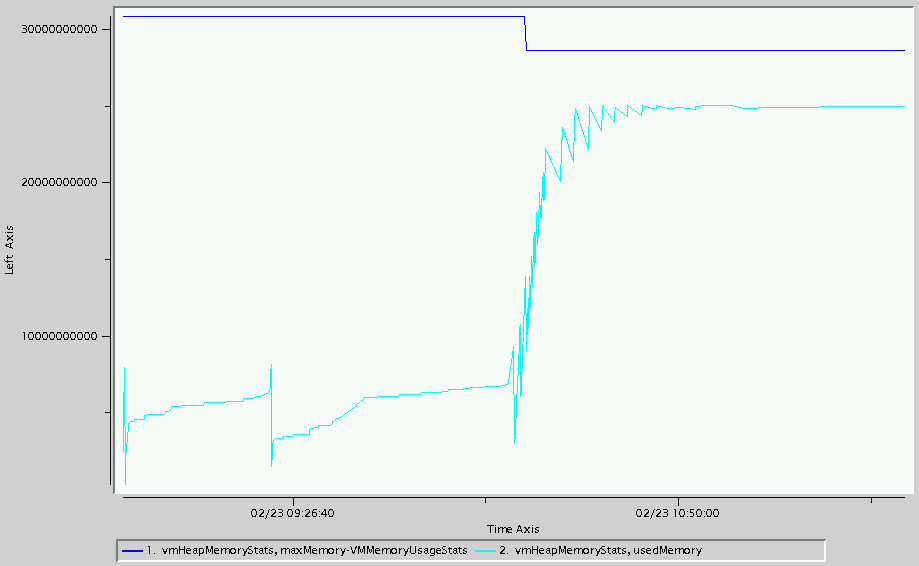 30000000000
20000000000
10000000000
Left Axis
02/23 09:26:40
02/23 10:50:00
Time Axis
1. vmHeapMemoryStats, maxMemory-VMMemoryUsageStats
2. vmHeapMemoryStats, usedMemory